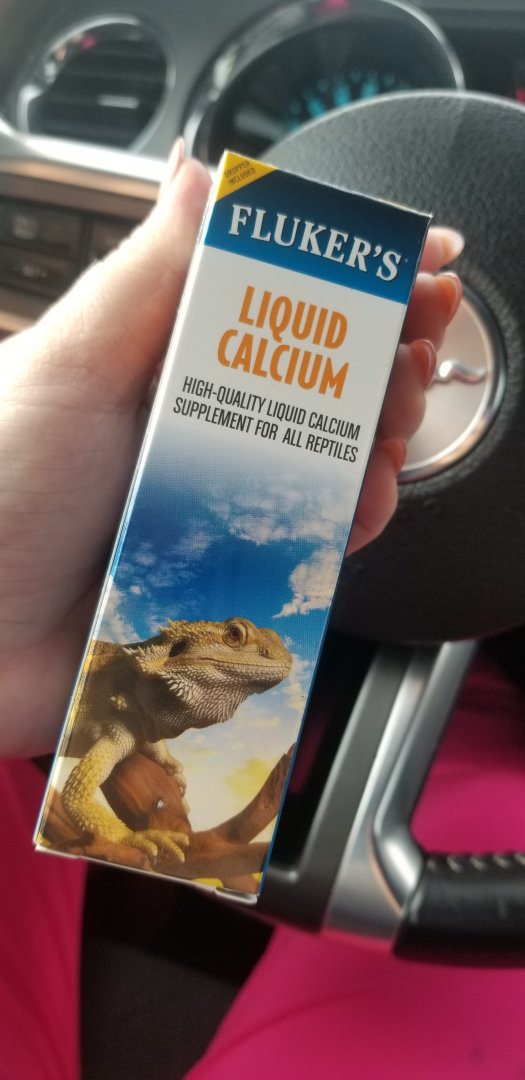 DROPPER
INCLUDED
FLUKER'S
LIQUID
CALCIUM
HIGH-QUALITY LIQUID CALCIUM
SUPPLEMENT FOR ALL REPTILES